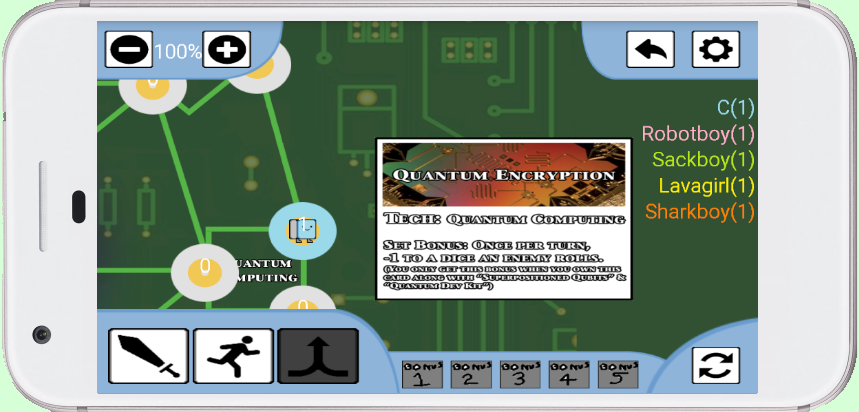 100%
0
C(1)
Robotboy(1)
Sackboy(1)
Lavagirl(1)
Sharkboy(1)
Quantum Encryption
Tech: Quantum Computing
Set Bonus: Once per turn,
-1 to a dice an enemy rolls.
(You only get this bonus when you own this
card along with "Superpositioned Qubits" &
"Quantum Dev Kit")
1
0
UANTUM
MPUTING
0
BONUS
1
BONUS
2
BONUS
3
BONUS
4
BONUS
5